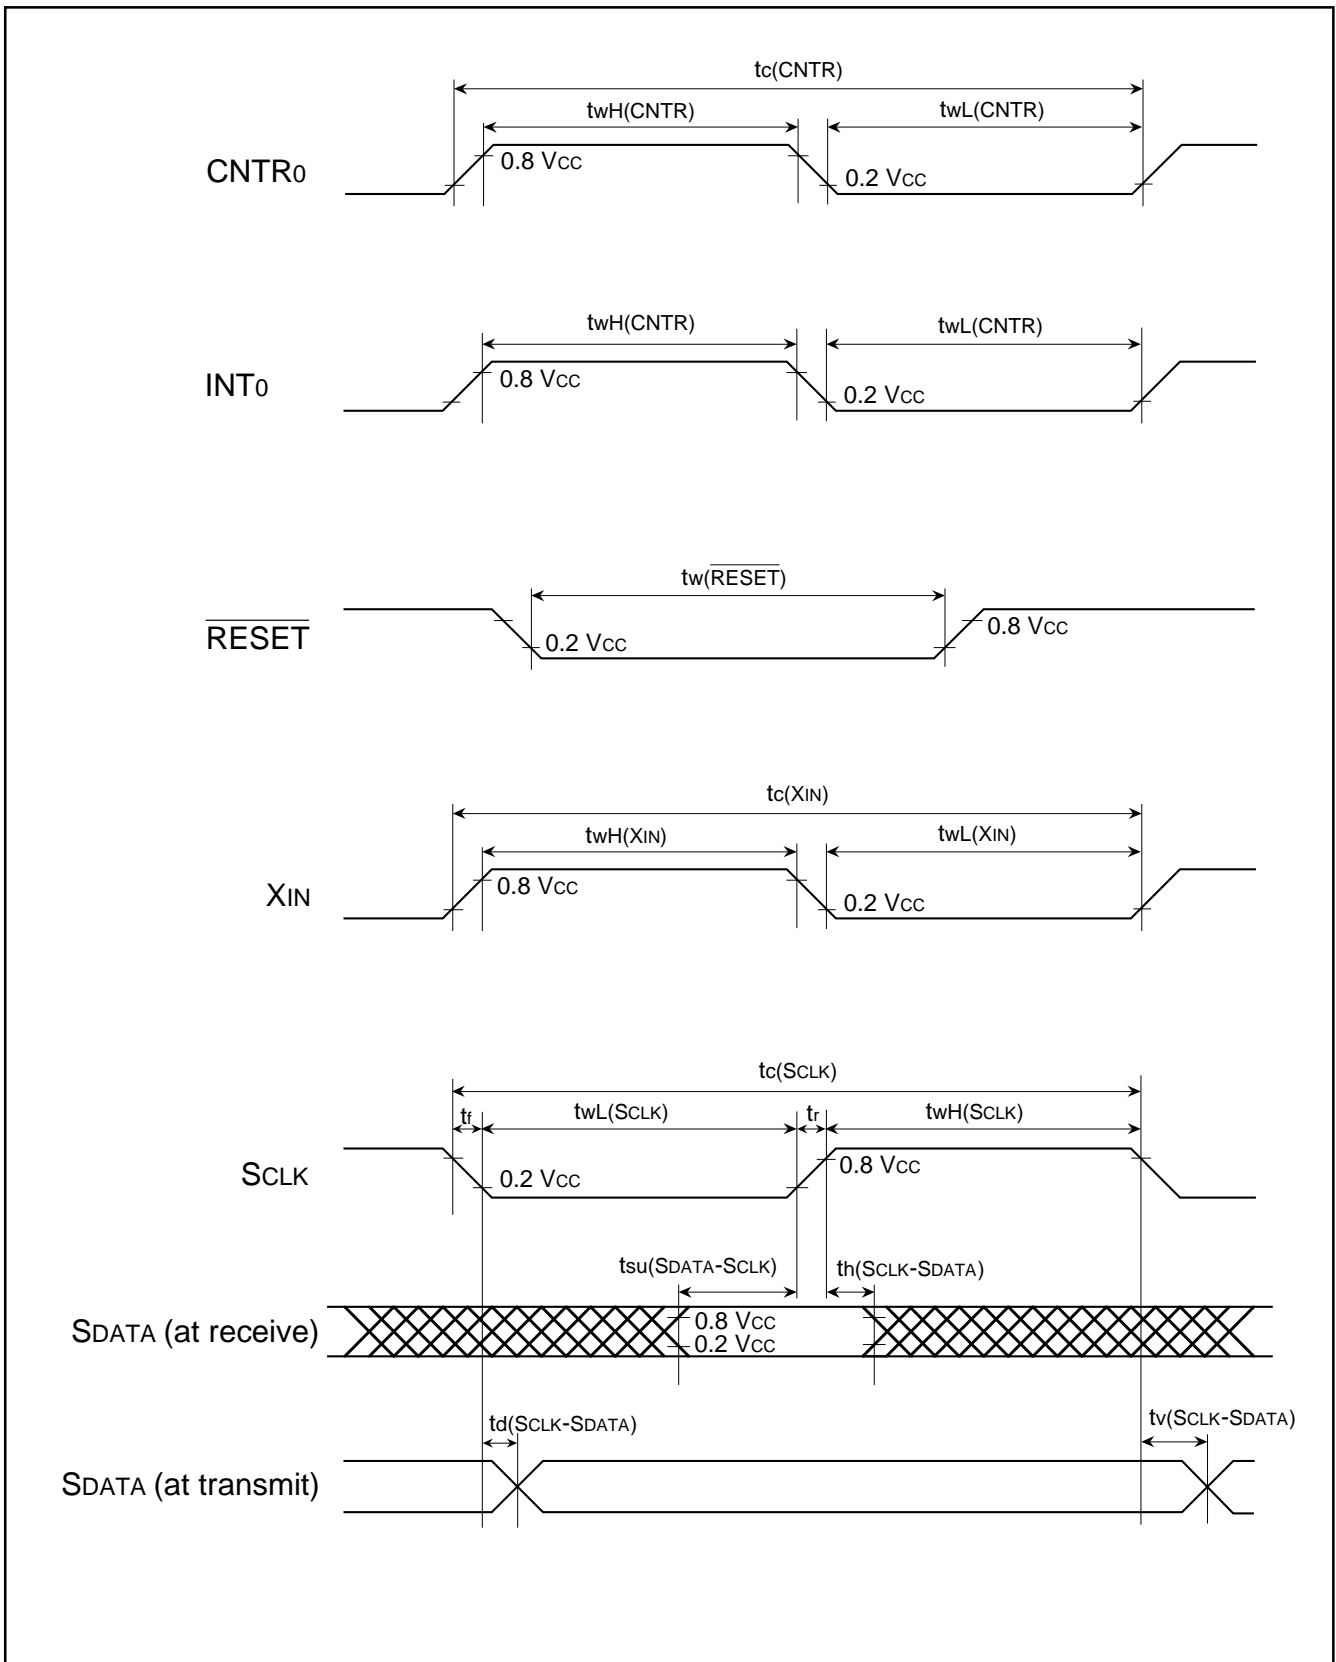 tc(CNTR)
twH(CNTR) twL(CNTR)
CNTR0 0.8 VCC 0.2 VCC
twH(CNTR) twL(CNTR)
INT0 0.8 VCC 0.2 VCC
tw(RESET)
RESET 0.2 VCC 0.8 VCC
tc(XIN)
twH(XIN) twL(XIN)
XIN 0.8 VCC 0.2 VCC
tc(SCLK)
tf twL(SCLK) tr twH(SCLK)
SCLK 0.2 VCC 0.8 VCC
tsu(SDATA-SCLK) th(SCLK-SDATA)
SDATA (at receive) 0.8 VCC
0.2 VCC
td(SCLK-SDATA) tv(SCLK-SDATA)
SDATA (at transmit)